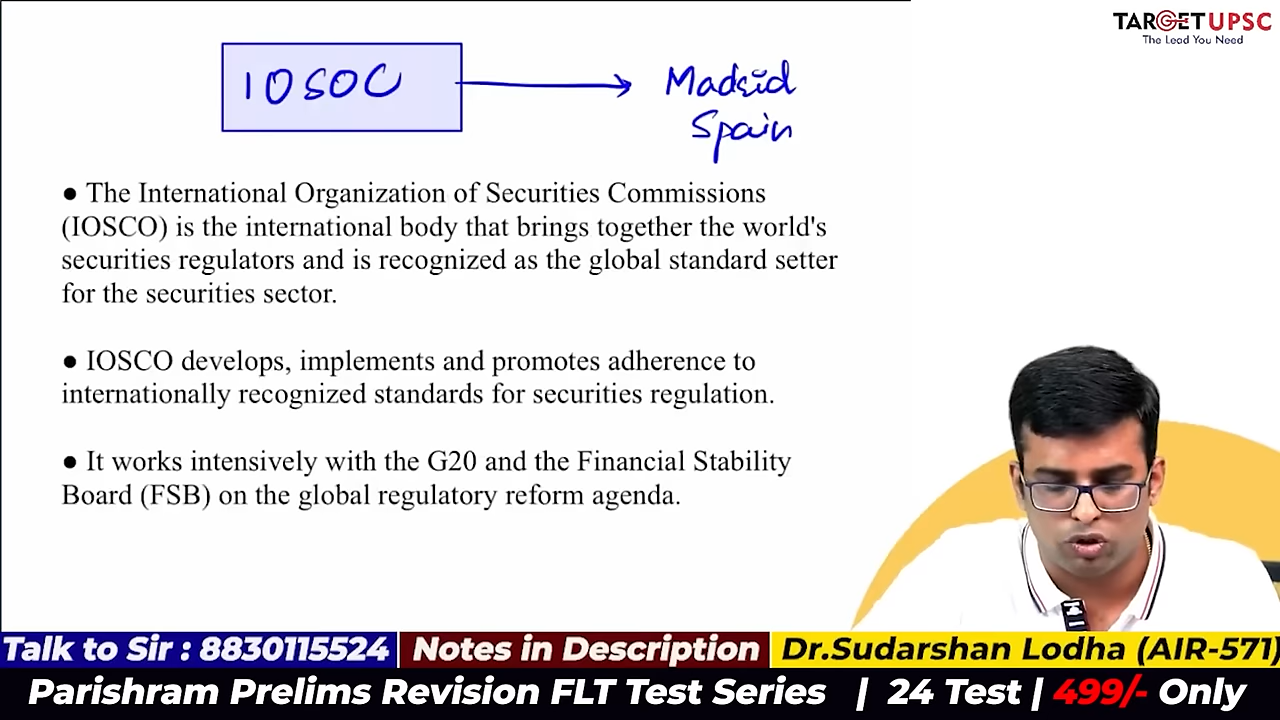 TARGET UPSC
The Lead You Need
IOSOC
Madrid
Spain
● The International Organization of Securities Commissions
(IOSCO) is the international body that brings together the world's
securities regulators and is recognized as the global standard setter
for the securities sector.
● IOSCO develops, implements and promotes adherence to
internationally recognized standards for securities regulation.
● It works intensively with the G20 and the Financial Stability
Board (FSB) on the global regulatory reform agenda.
Talk to Sir : 8830115524 Notes in Description Dr.Sudarshan Lodha (AIR-571)
Parishram Prelims Revision FLT Test Series | 24 Test | 499/- Only